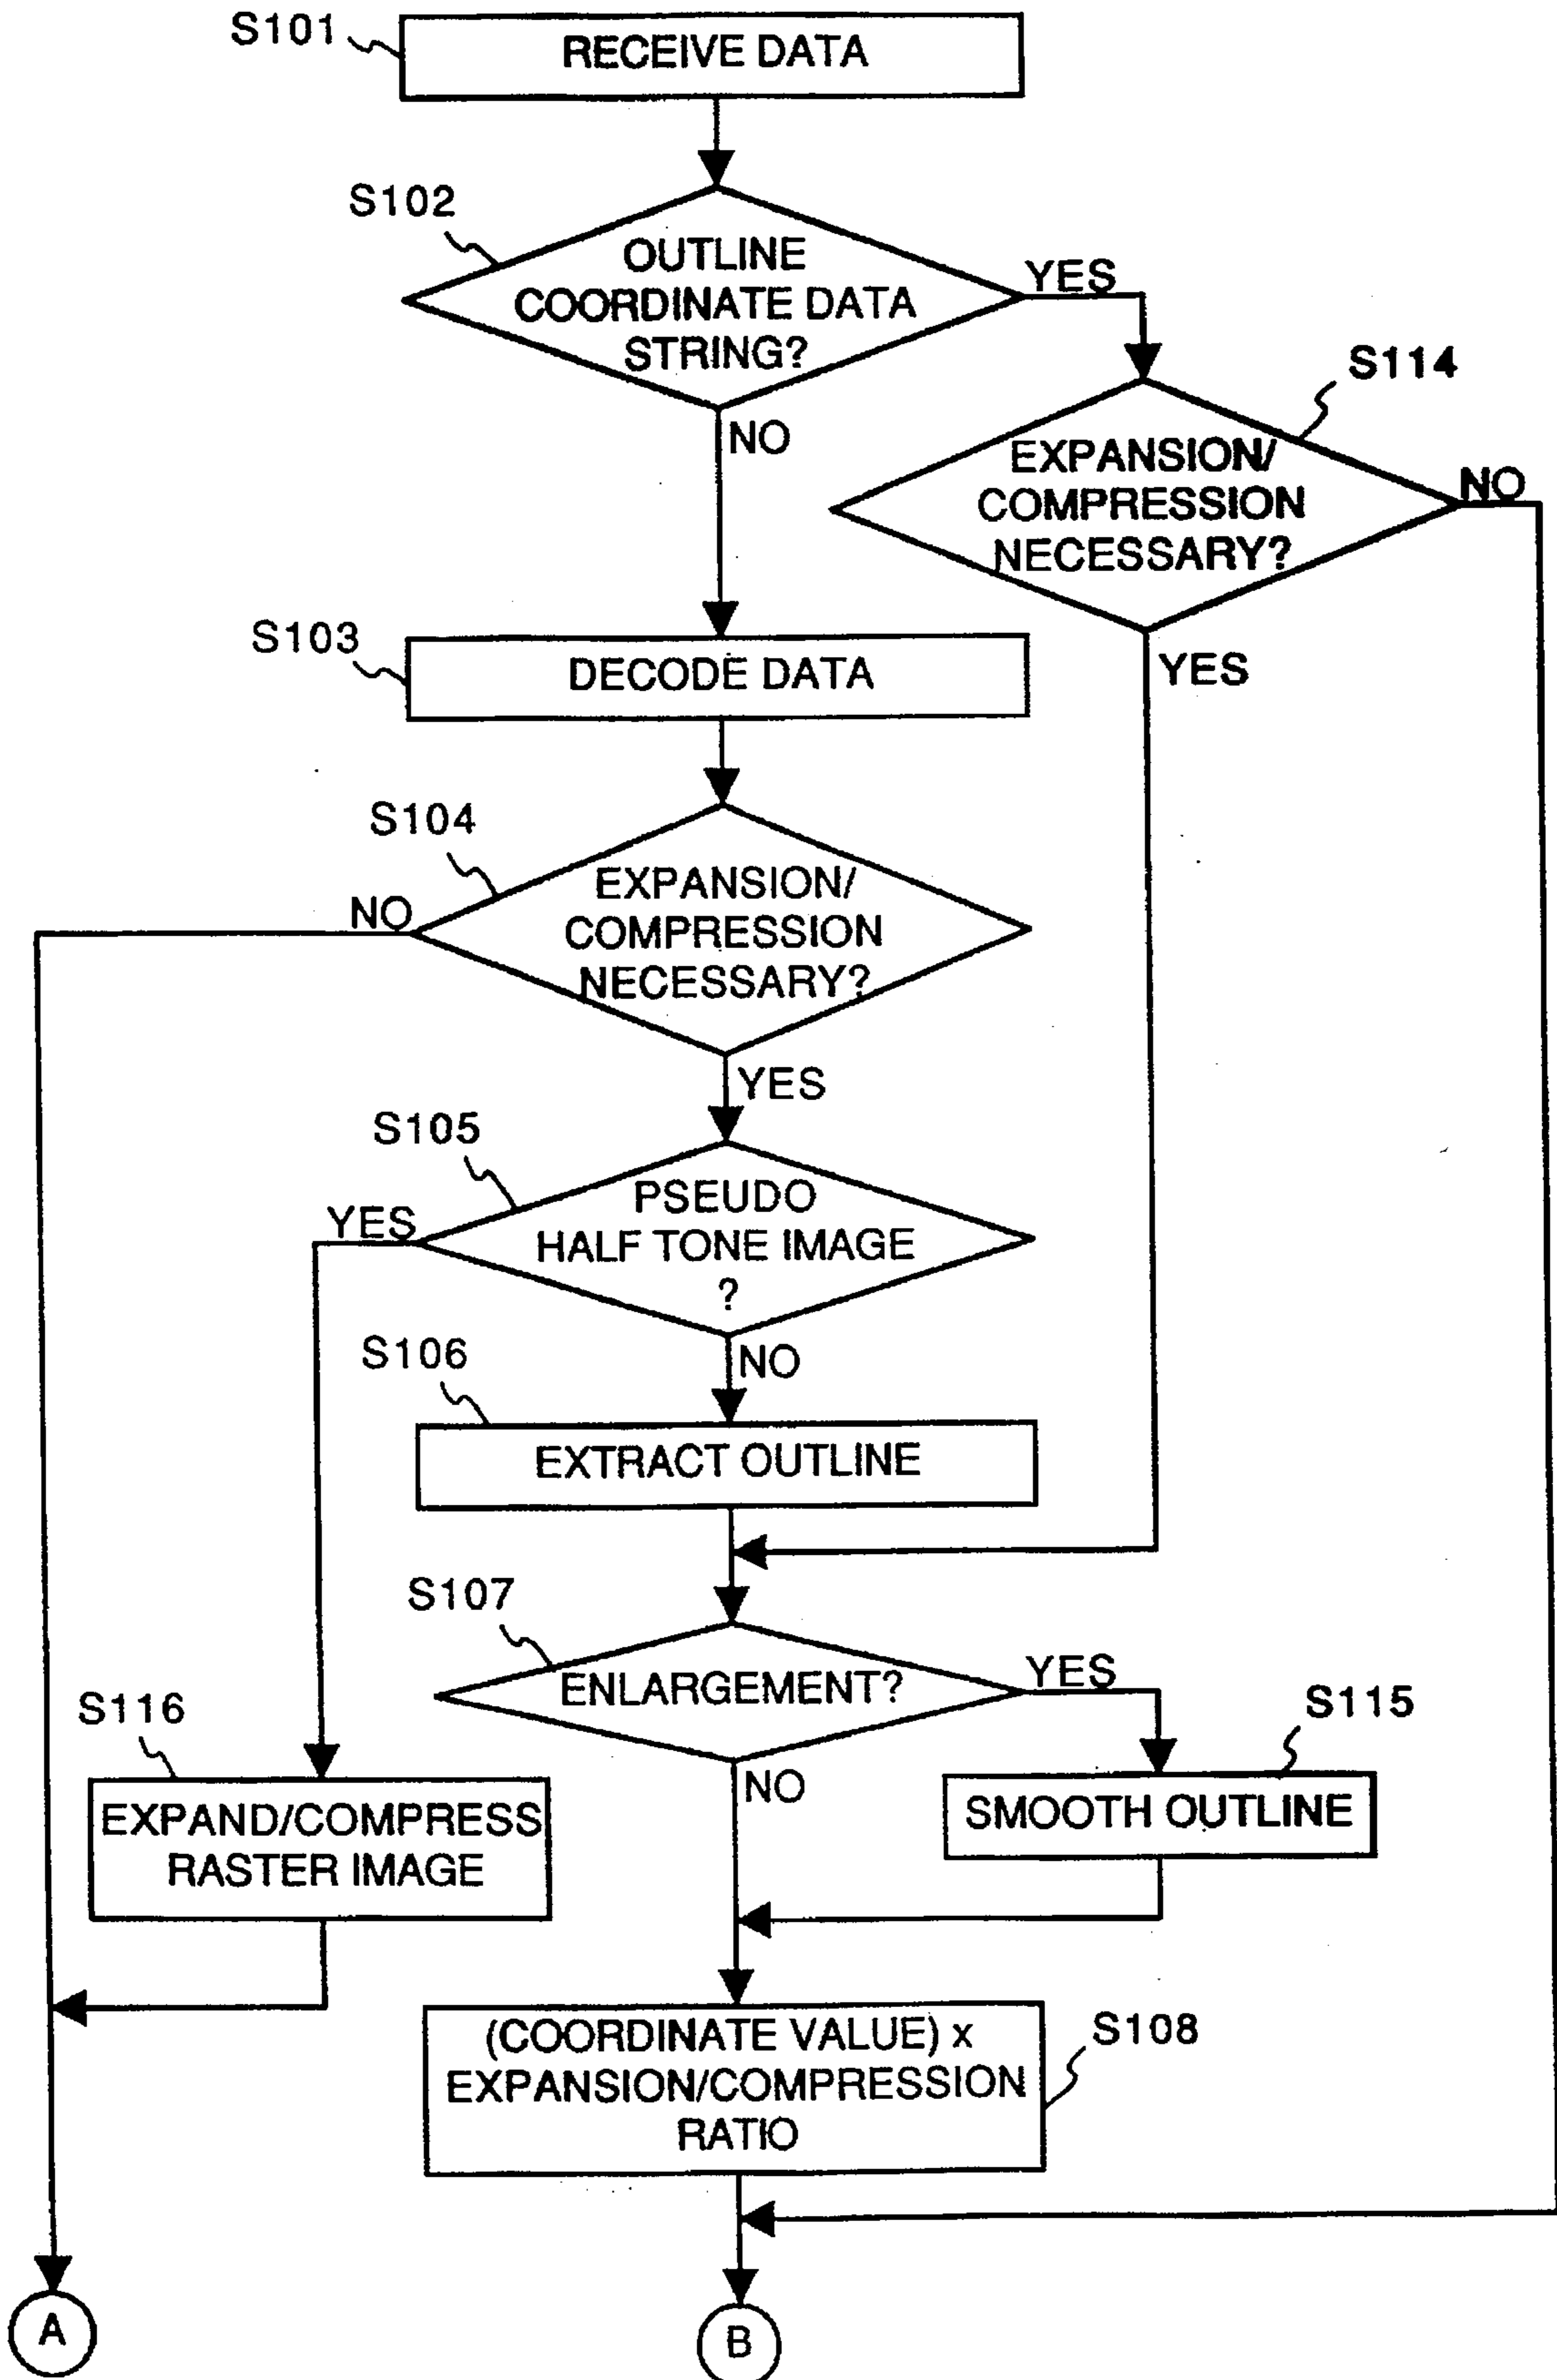 S101
RECEIVE DATA
S102
OUTLINE
COORDINATE DATA
STRING?
YES
NO
S114
EXPANSION/
COMPRESSION
NECESSARY?
NO
YES
S103
DECODE DATA
S104
EXPANSION/
COMPRESSION
NECESSARY?
NO
YES
S105
PSEUDO
HALF TONE IMAGE
?
YES
NO
S106
EXTRACT OUTLINE
S107
ENLARGEMENT?
YES
NO
S115
SMOOTH OUTLINE
S116
EXPAND/COMPRESS
RASTER IMAGE
(COORDINATE VALUE) x
EXPANSION/COMPRESSION
RATIO
S108
A
B